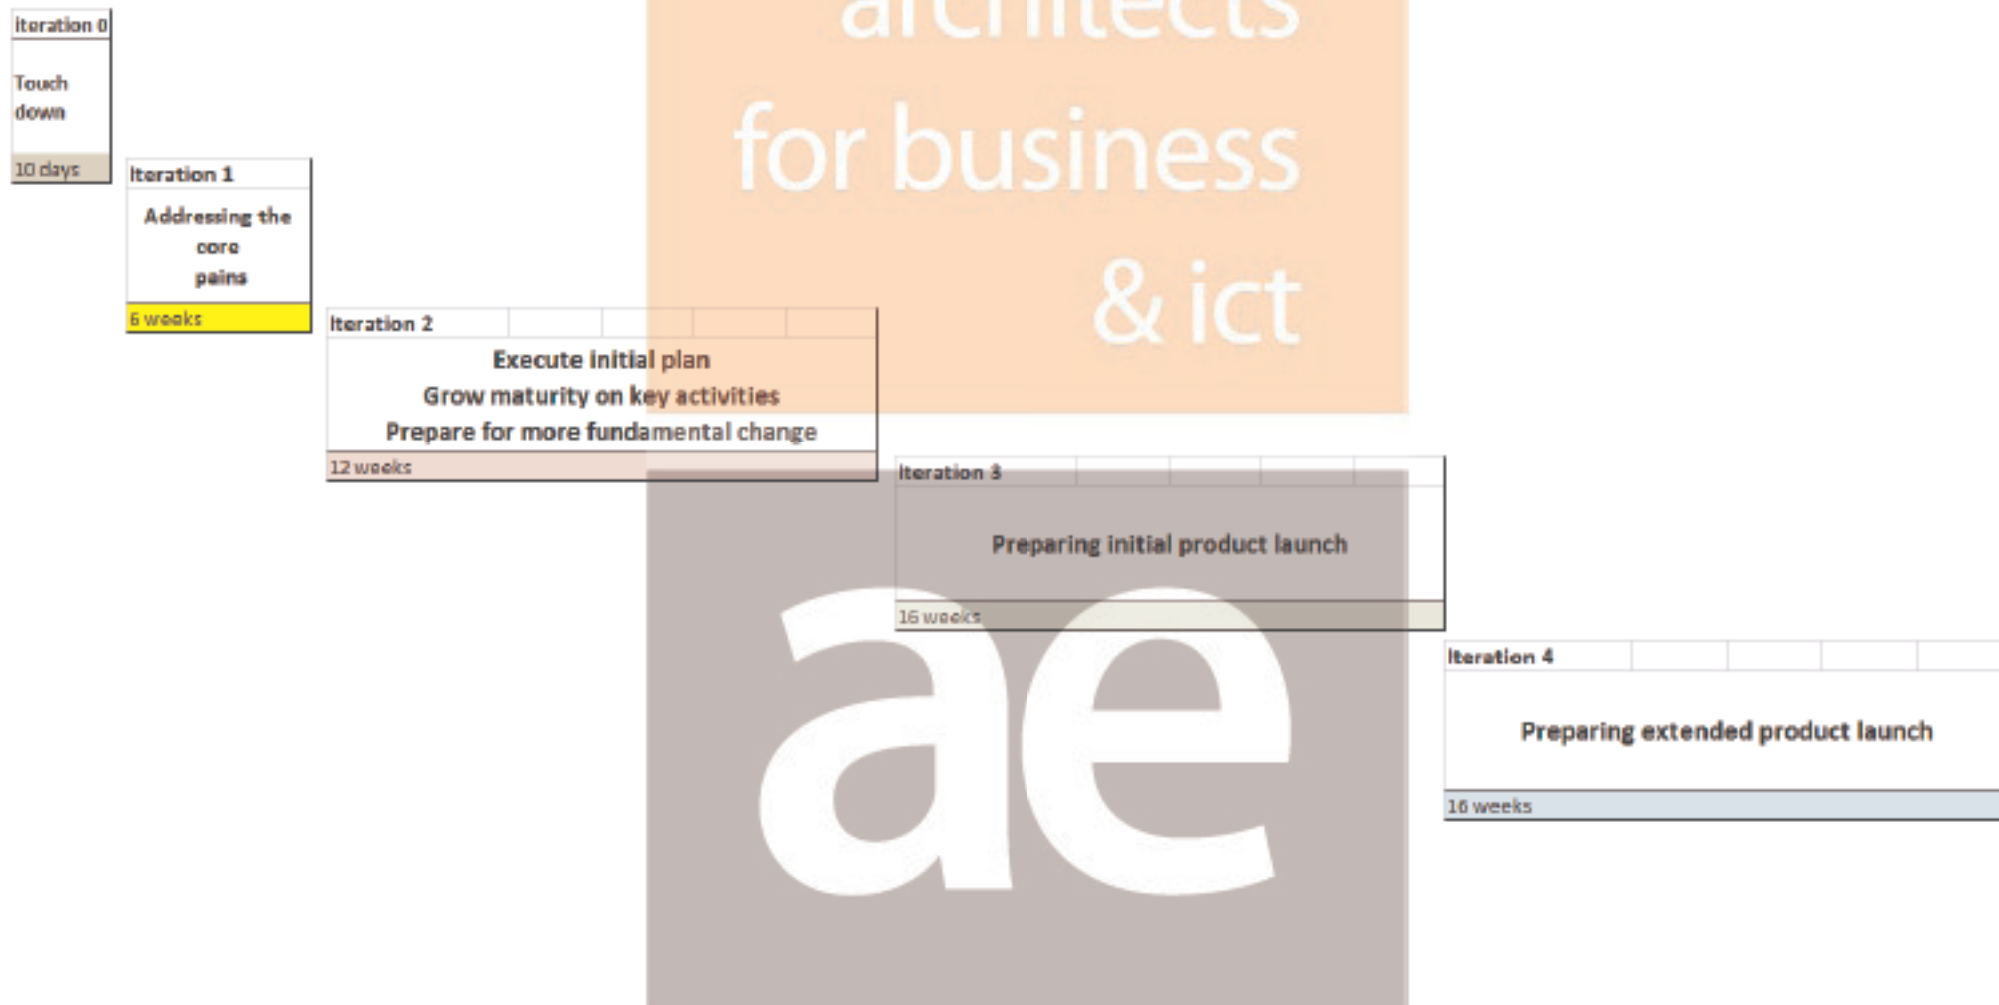 Iteration 0
Touch
down
10 days
Iteration 1
Addressing the
core
pains
6 weeks
Iteration 2
Execute initial plan
Grow maturity on key activities
Prepare for more fundamental change
12 weeks
Iteration 3
Preparing initial product launch
16 weeks
Iteration 4
Preparing extended product launch
16 weeks
architects
for business
& ict
ae